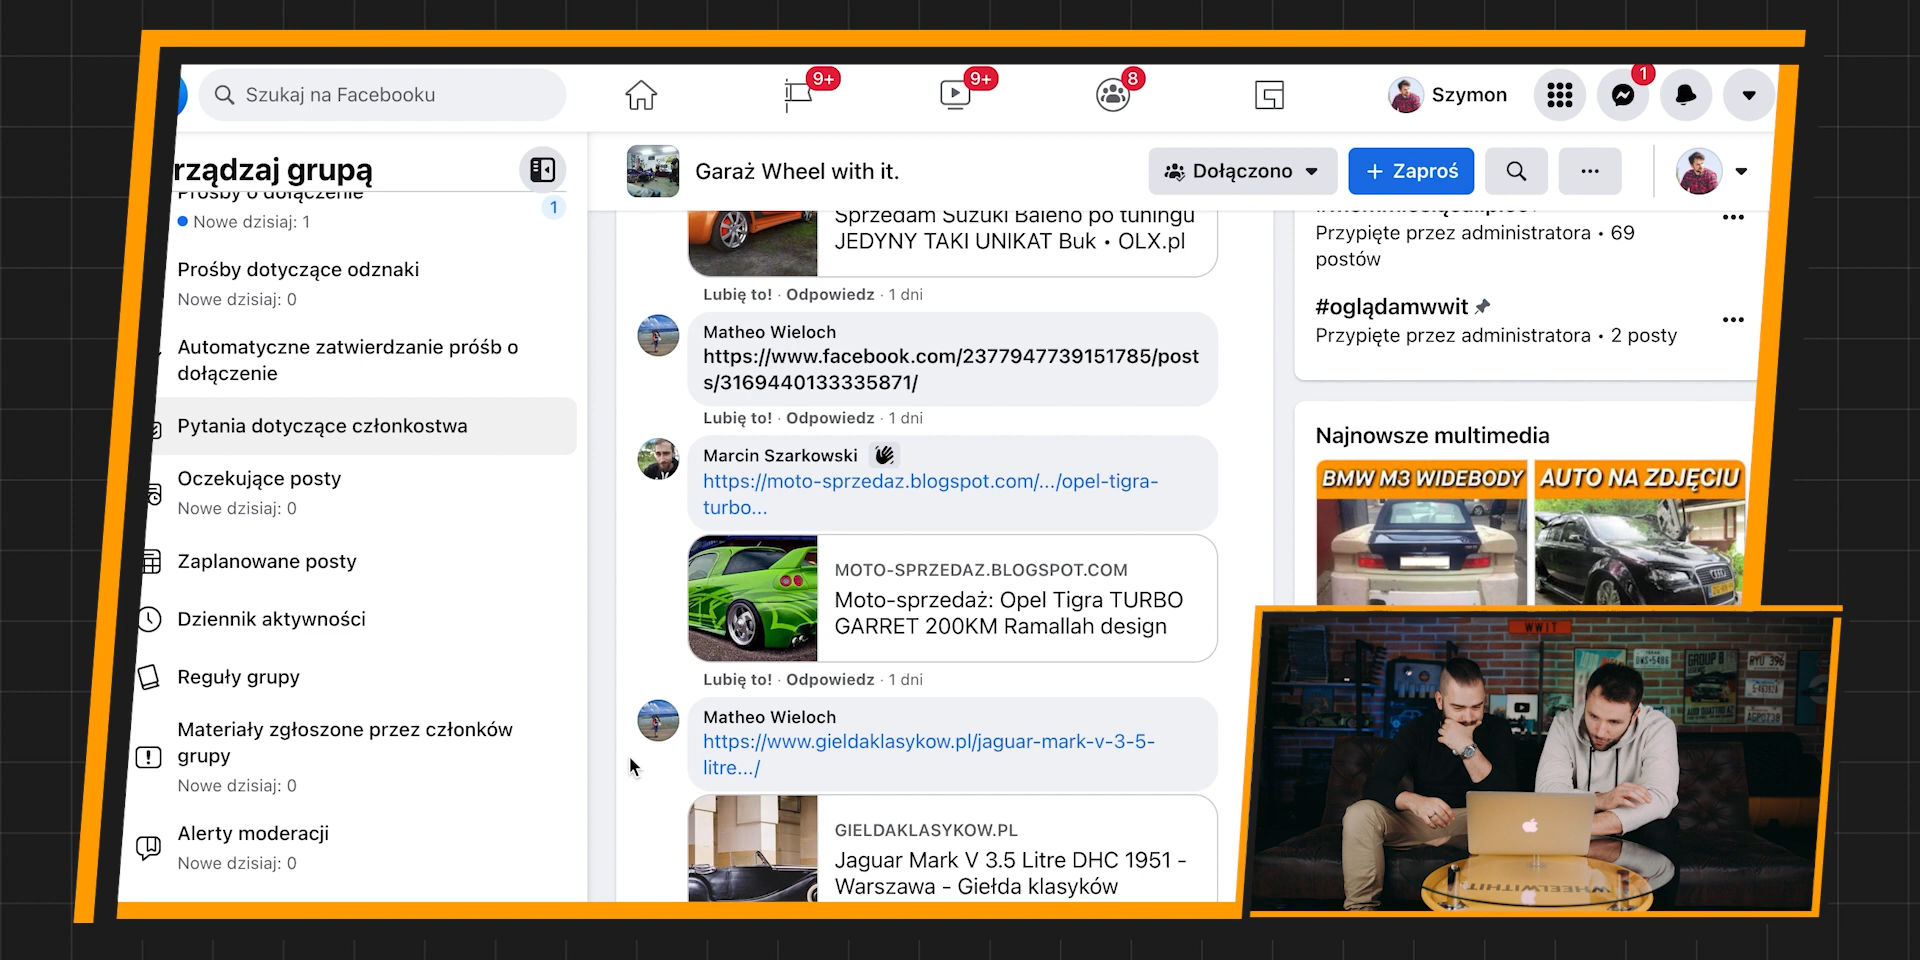 Szukaj na Facebooku
9+
9+
8
Szymon
1
rządzaj grupą
Prośby o dołączenie
Nowe dzisiaj: 1
1
Prośby dotyczące odznaki
Nowe dzisiaj: 0
Automatyczne zatwierdzanie próśb o
dołączenie
Pytania dotyczące członkostwa
Oczekujące posty
Nowe dzisiaj: 0
Zaplanowane posty
Dziennik aktywności
Reguły grupy
Materiały zgłoszone przez członków
grupy
Nowe dzisiaj: 0
Alerty moderacji
Nowe dzisiaj: 0
Garaż Wheel with it.
Dołączono
+ Zaproś
Sprzedam Suzuki Baleno po tuningu
JEDYNY TAKI UNIKAT Buk • OLX.pl
Lubię to! · Odpowiedz · 1 dni
Matheo Wieloch
https://www.facebook.com/2377947739151785/post
s/3169440133335871/
Lubię to! · Odpowiedz · 1 dni
Marcin Szarkowski
https://moto-sprzedaz.blogspot.com/.../opel-tigra-
turbo...
MOTO-SPRZEDAZ.BLOGSPOT.COM
Moto-sprzedaż: Opel Tigra TURBO
GARRET 200KM Ramallah design
Lubię to! · Odpowiedz · 1 dni
Matheo Wieloch
https://www.gieldaklasykow.pl/jaguar-mark-v-3-5-
litre.../
GIELDAKLASYKOW.PL
Jaguar Mark V 3.5 Litre DHC 1951 -
Warszawa - Giełda klasyków
Przypięte przez administratora • 69
postów
#oglądamwwit
Przypięte przez administratora • 2 posty
Najnowsze multimedia
BMW M3 WIDEBODY
AUTO NA ZDJĘCIU
WWIT
GROUP B
RYU 396
WHEELWITHIT